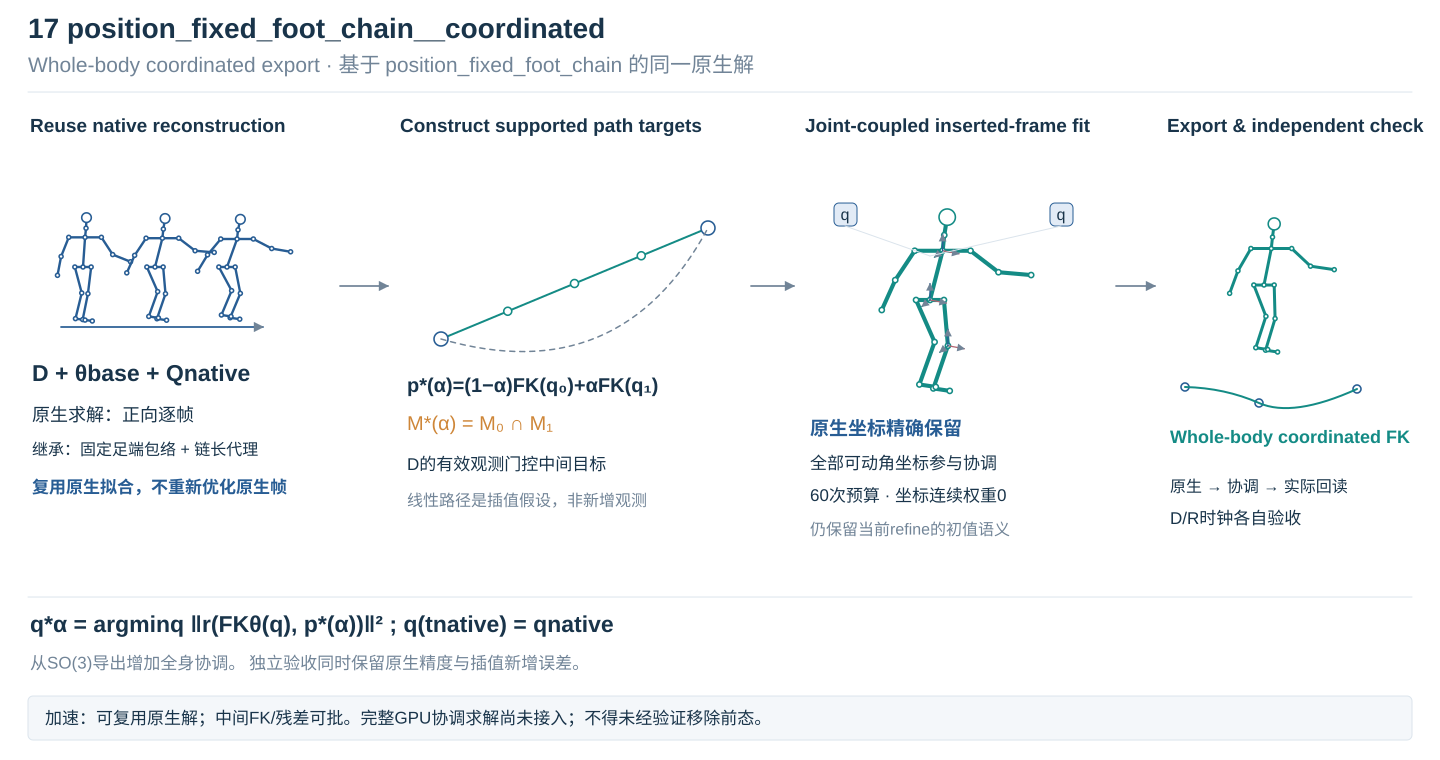 17 position_fixed_foot_chain__coordinated
Whole-body coordinated export · 基于 position_fixed_foot_chain 的同一原生解
Reuse native reconstruction
D + θbase + Qnative
原生求解：正向逐帧
继承：固定足端包络 + 链长代理
复用原生拟合，不重新优化原生帧
Construct supported path targets
p*(α)=(1−α)FK(q₀)+αFK(q₁)
M*(α) = M₀ ∩ M₁
D的有效观测门控中间目标
线性路径是插值假设，非新增观测
Joint-coupled inserted-frame fit
q
q
原生坐标精确保留
全部可动角坐标参与协调
60次预算 · 坐标连续权重0
仍保留当前refine的初值语义
Export & independent check
Whole-body coordinated FK
原生 → 协调 → 实际回读
D/R时钟各自验收
q*α = argminq ‖r(FKθ(q), p*(α))‖² ; q(tnative) = qnative
从SO(3)导出增加全身协调。 独立验收同时保留原生精度与插值新增误差。
加速：可复用原生解；中间FK/残差可批。完整GPU协调求解尚未接入；不得未经验证移除前态。